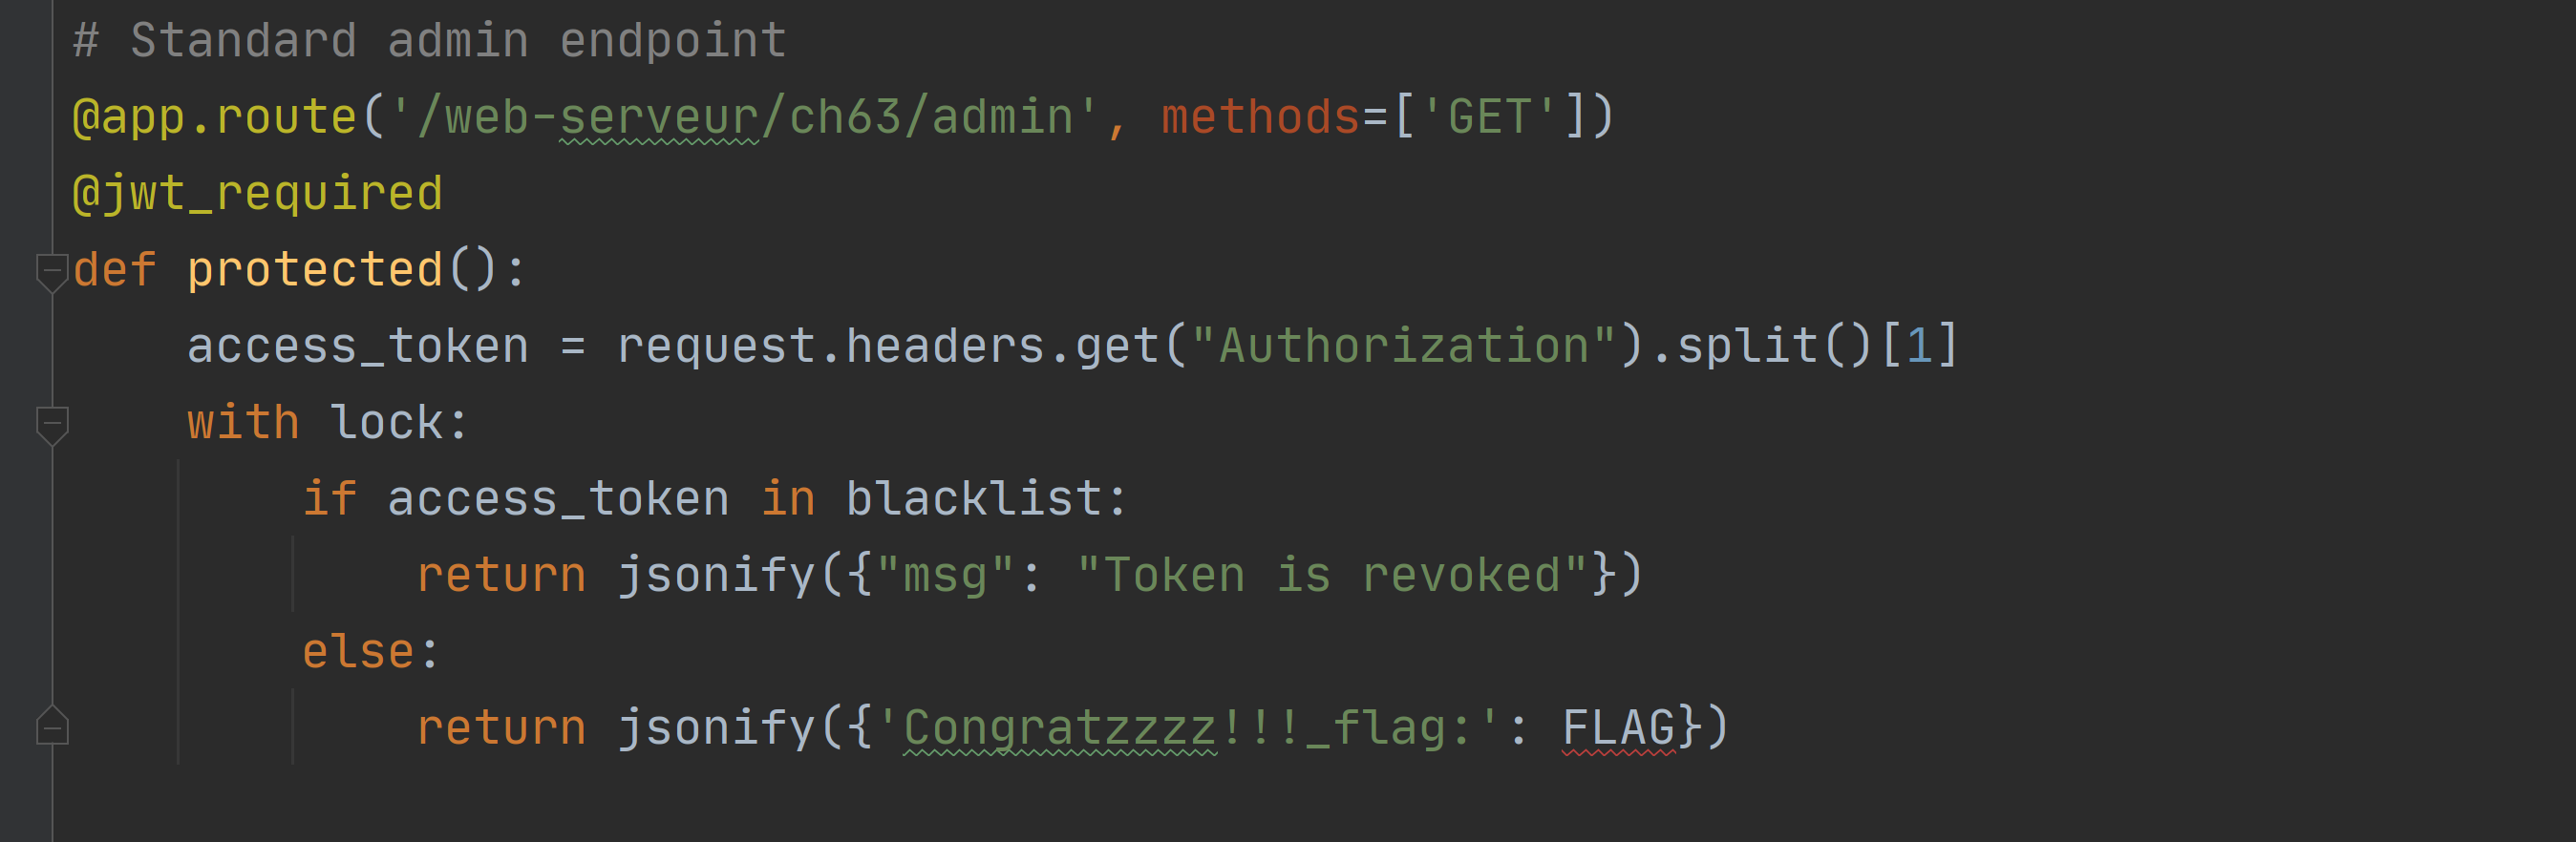 # Standard admin endpoint
@app.route('/web-serveur/ch63/admin', methods=['GET'])
@jwt_required
def protected():
    access_token = request.headers.get("Authorization").split()[1]
    with lock:
        if access_token in blacklist:
            return jsonify({"msg": "Token is revoked"})
        else:
            return jsonify({'Congratzzzz!!!_flag:': FLAG})